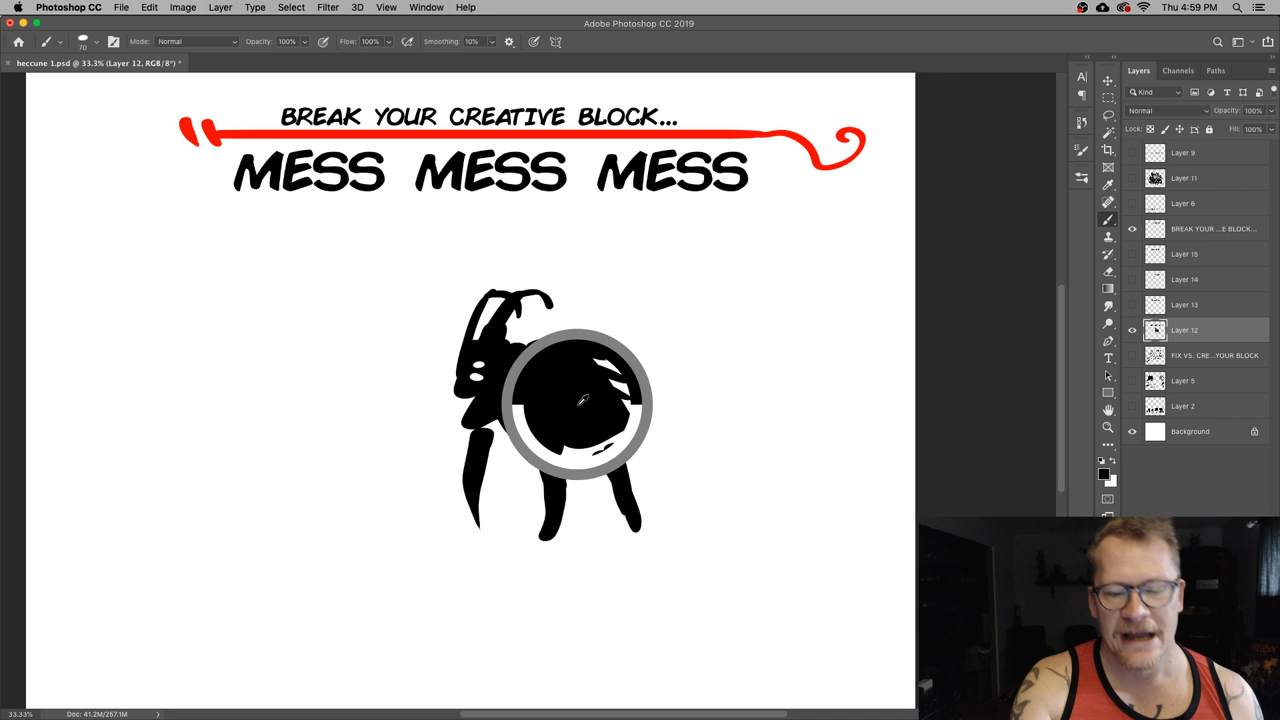 Photoshop CC File Edit Image Layer Type Select Filter 3D View Window Help Thu 4:59 PM
Adobe Photoshop CC 2019
70 Mode: Normal Opacity: 100% Flow: 100% Smoothing: 10%
heccune 1.psd @ 33.3% (Layer 12, RGB/8*) *
BREAK YOUR CREATIVE BLOCK...
MESS MESS MESS
Layers Channels Paths
Kind
Normal Opacity: 100%
Lock: Fill: 100%
Layer 9
Layer 11
Layer 6
BREAK YOUR ...E BLOCK...
Layer 15
Layer 14
Layer 13
Layer 12
FIX VS. CRE...YOUR BLOCK
Layer 5
Layer 2
Background
33.33% Doc: 41.2M/257.1M